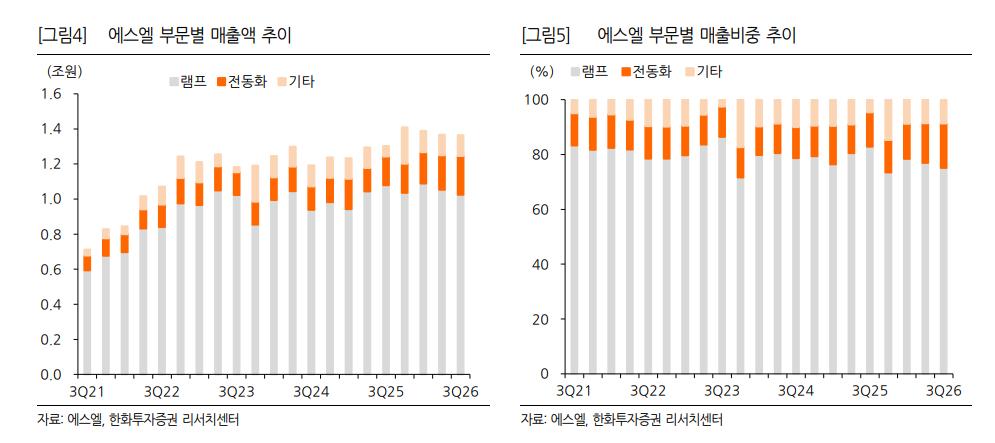 [그림4] 에스엘 부문별 매출액 추이
(조원)
램프 전동화 기타
1.6
1.4
1.2
1.0
0.8
0.6
0.4
0.2
0.0
3Q21 3Q22 3Q23 3Q24 3Q25 3Q26
자료: 에스엘, 한화투자증권 리서치센터
[그림5] 에스엘 부문별 매출비중 추이
(%)
램프 전동화 기타
100
80
60
40
20
0
3Q21 3Q22 3Q23 3Q24 3Q25 3Q26
자료: 에스엘, 한화투자증권 리서치센터